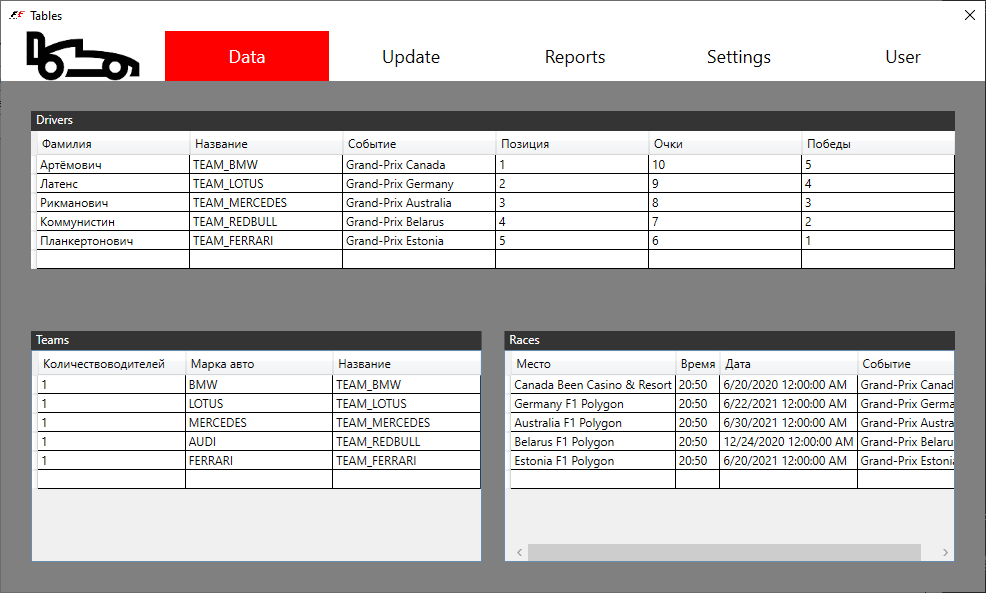 Tables
Data Update Reports Settings User
Drivers
Фамилия Название Событие Позиция Очки Победы
Артёмович TEAM_BMW Grand-Prix Canada 1 10 5
Латенс TEAM_LOTUS Grand-Prix Germany 2 9 4
Рикманович TEAM_MERCEDES Grand-Prix Australia 3 8 3
Коммунистин TEAM_REDBULL Grand-Prix Belarus 4 7 2
Планкертонович TEAM_FERRARI Grand-Prix Estonia 5 6 1
Teams
Количествоводителей Марка авто Название
1 BMW TEAM_BMW
1 LOTUS TEAM_LOTUS
1 MERCEDES TEAM_MERCEDES
1 AUDI TEAM_REDBULL
1 FERRARI TEAM_FERRARI
Races
Место Время Дата Событие
Canada Been Casino & Resort 20:50 6/20/2020 12:00:00 AM Grand-Prix Canad
Germany F1 Polygon 20:50 6/22/2021 12:00:00 AM Grand-Prix Germa
Australia F1 Polygon 20:50 6/30/2021 12:00:00 AM Grand-Prix Austra
Belarus F1 Polygon 20:50 12/24/2020 12:00:00 AM Grand-Prix Belaru
Estonia F1 Polygon 20:50 6/20/2021 12:00:00 AM Grand-Prix Estoni